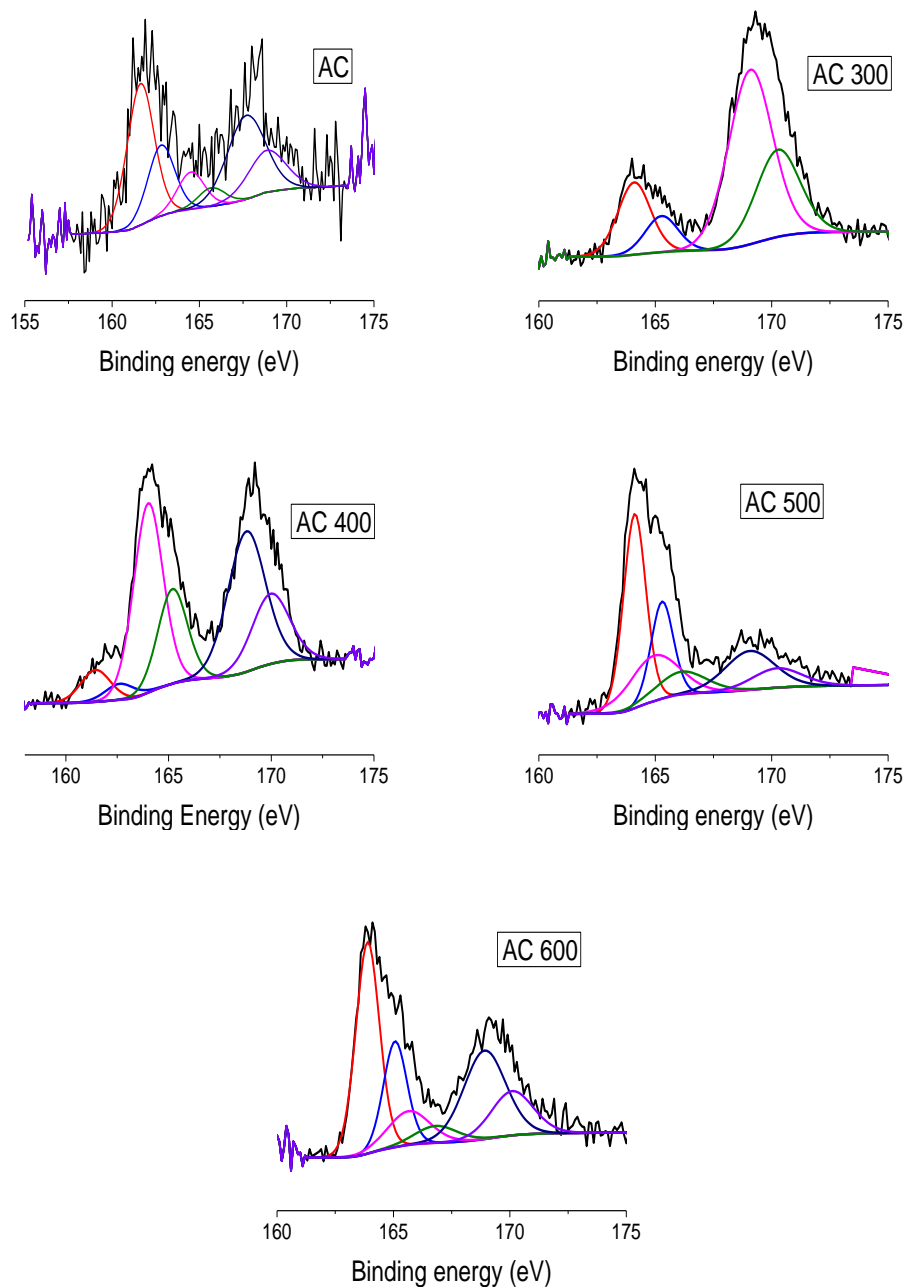 AC
155 160 165 170 175
Binding energy (eV)
AC 300
160 165 170 175
Binding energy (eV)
AC 400
160 165 170 175
Binding Energy (eV)
AC 500
160 165 170 175
Binding energy (eV)
AC 600
160 165 170 175
Binding energy (eV)